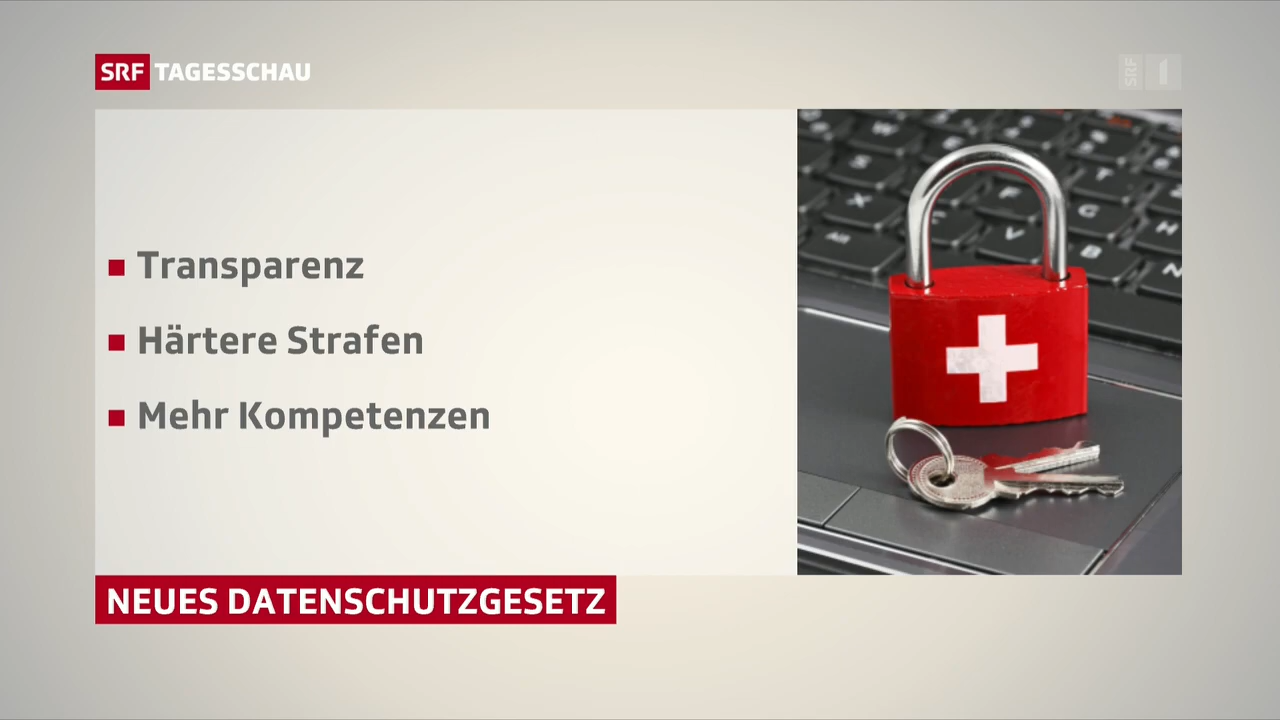 SRF TAGESSCHAU
SRF 1
Transparenz
Härtere Strafen
Mehr Kompetenzen
NEUES DATENSCHUTZGESETZ